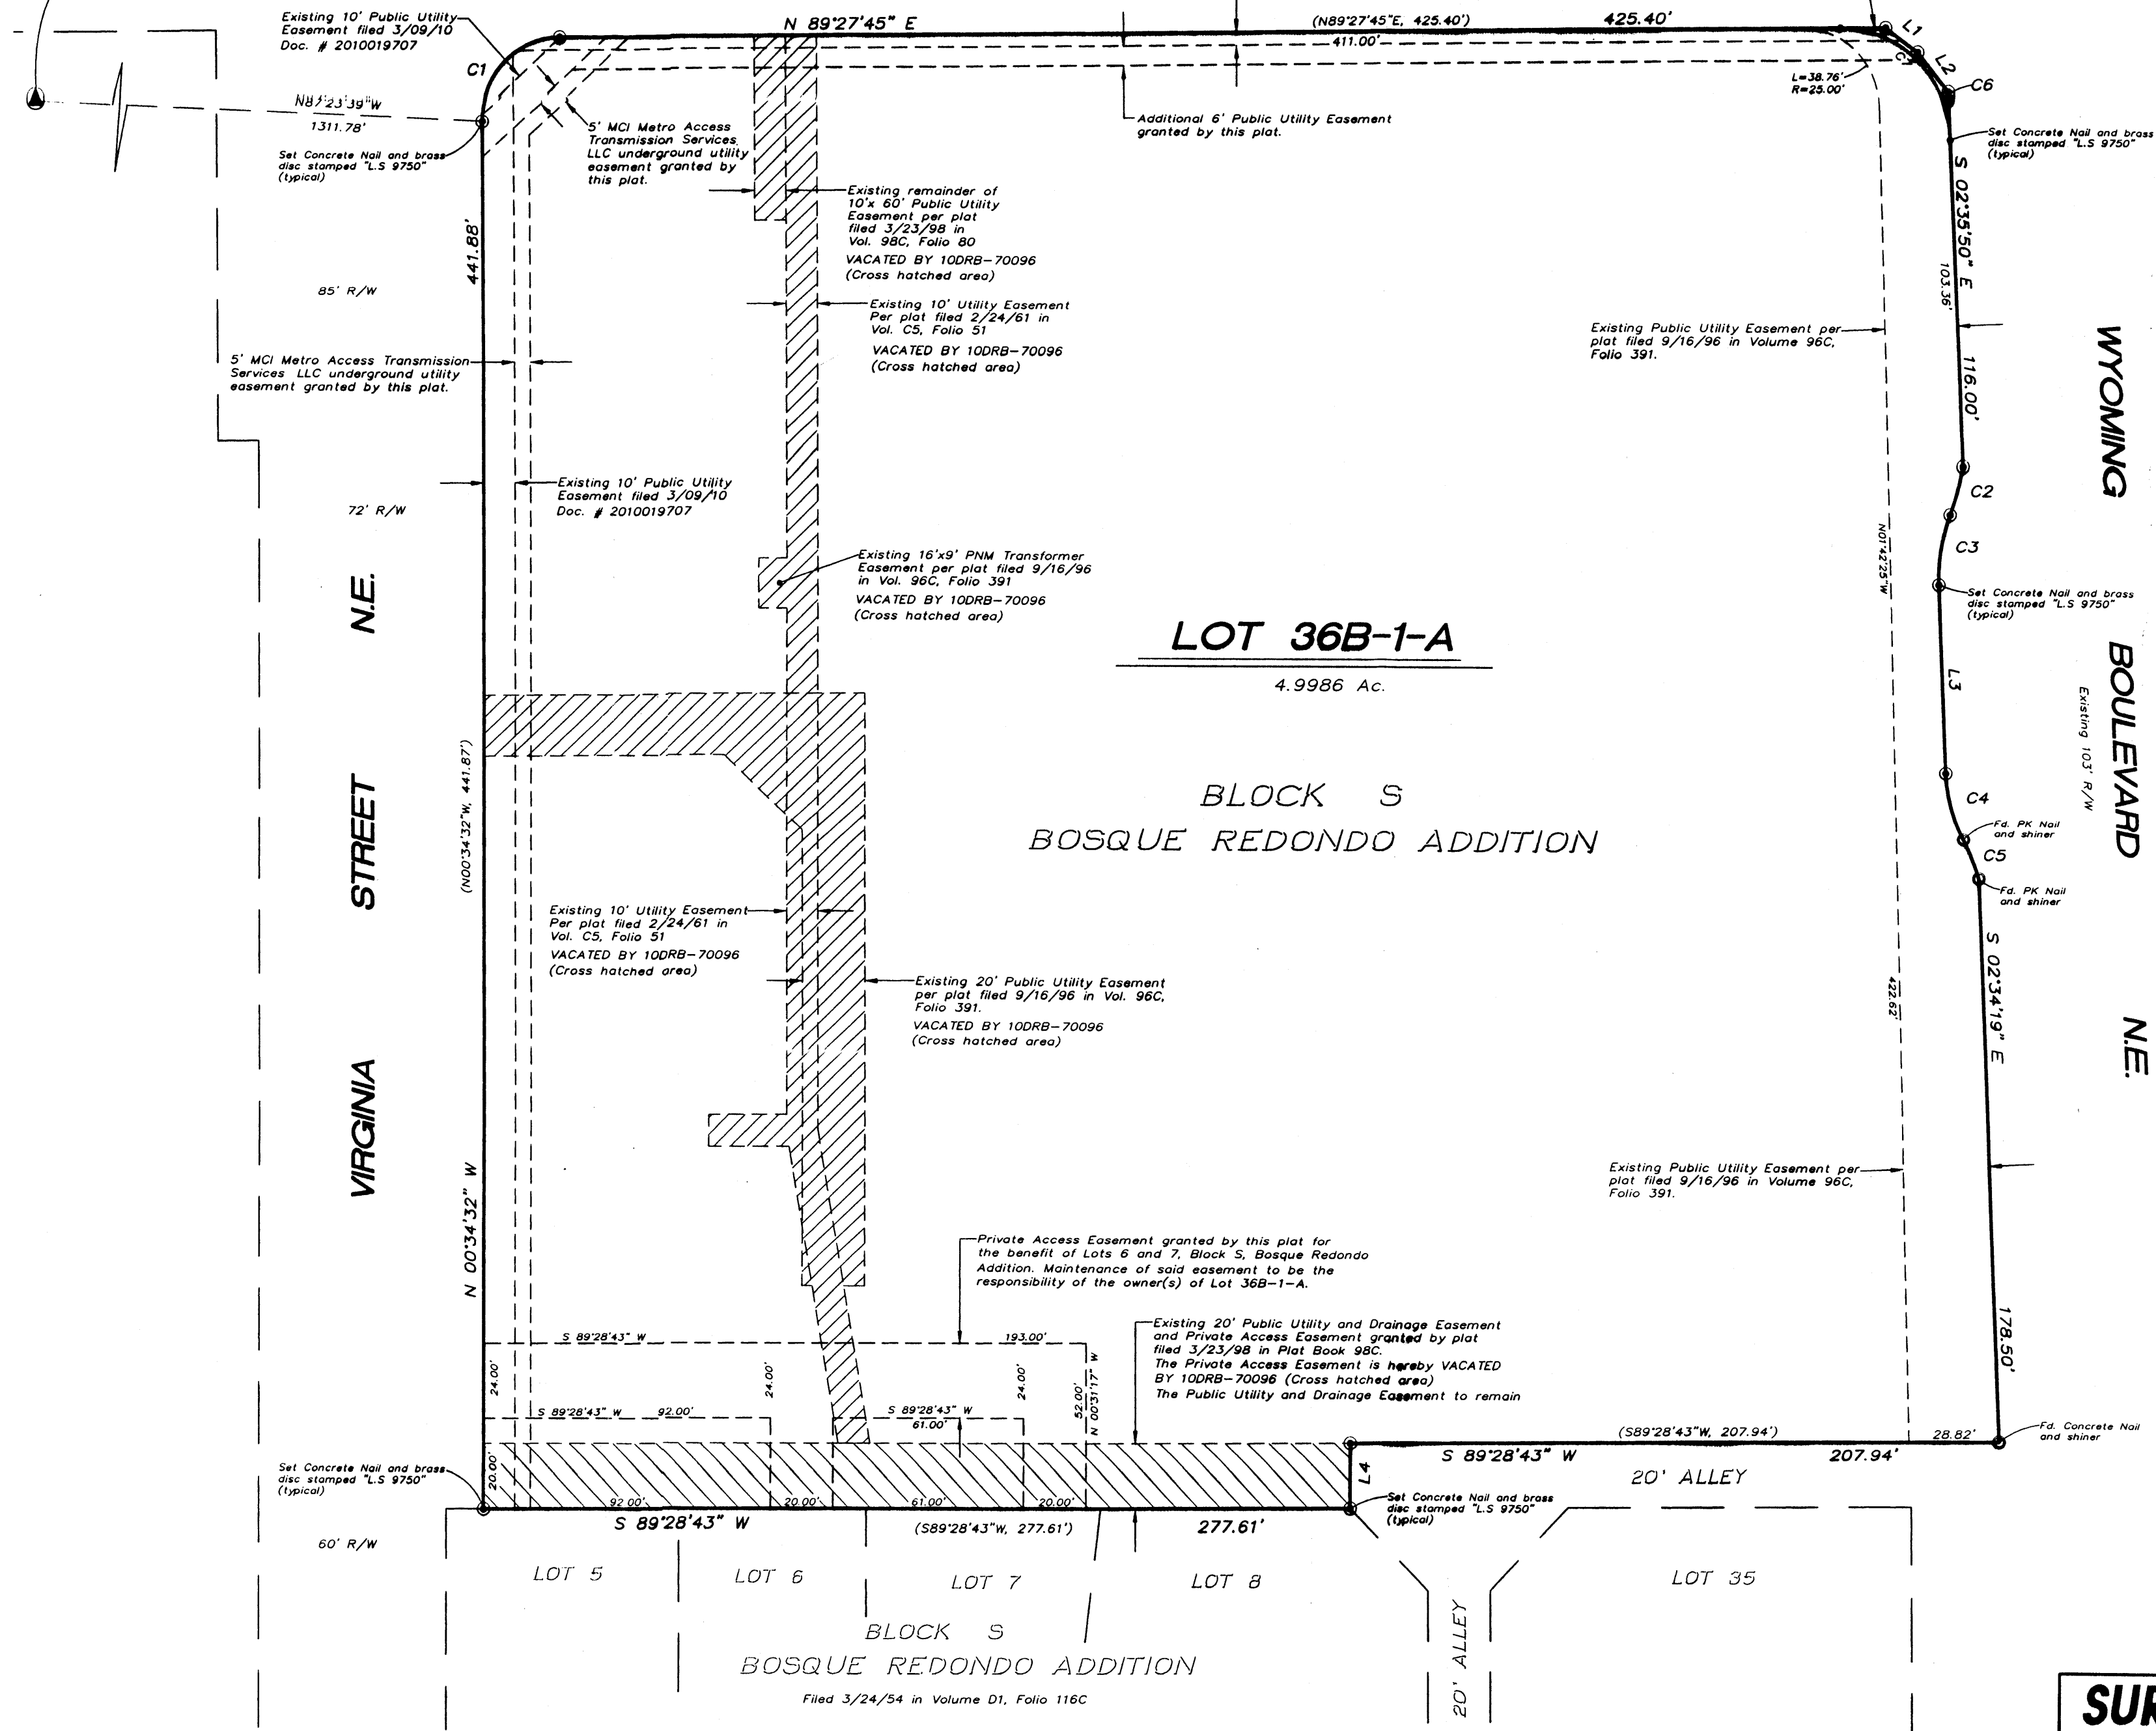 Existing 10' Public Utility
Easement filed 3/09/10
Doc. # 2010019707
C1
N 89°27'45" E
(N89°27'45"E, 425.40')
425.40'
411.00'
L1
L2
C6
L=38.76'
R=25.00'
1311.78'
Set Concrete Nail and brass
disc stamped "L.S 9750"
(typical)
5' MCI Metro Access
Transmission Services,
LLC underground utility
easement granted by
this plat.
Additional 6' Public Utility Easement
granted by this plat.
Set Concrete Nail and brass
disc stamped "L.S 9750"
(typical)
Existing remainder of
10'x 60' Public Utility
Easement per plat
filed 3/23/98 in
Vol. 98C, Folio 80
VACATED BY 10DRB-70096
(Cross hatched area)
S 02°35'50" E
103.36'
116.00'
441.88'
85' R/W
Existing 10' Utility Easement
Per plat filed 2/24/61 in
Vol. C5, Folio 51
VACATED BY 10DRB-70096
(Cross hatched area)
Existing Public Utility Easement per
plat filed 9/16/96 in Volume 96C,
Folio 391.
5' MCI Metro Access Transmission
Services LLC underground utility
easement granted by this plat.
Existing 10' Public Utility
Easement filed 3/09/10
Doc. # 2010019707
72' R/W
C2
C3
N01°42'25"W
Existing 16'x9' PNM Transformer
Easement per plat filed 9/16/96
in Vol. 96C, Folio 391
VACATED BY 10DRB-70096
(Cross hatched area)
Set Concrete Nail and brass
disc stamped "L.S 9750"
(typical)
LOT 36B-1-A
4.9986 Ac.
L3
BLOCK S
BOSQUE REDONDO ADDITION
WYOMING BOULEVARD N.E.
Existing 103' R/W
VIRGINIA STREET N.E.
(N00°34'32"W, 441.87')
C4
Fd. PK Nail
and shiner
C5
Fd. PK Nail
and shiner
Existing 10' Utility Easement
Per plat filed 2/24/61 in
Vol. C5, Folio 51
VACATED BY 10DRB-70096
(Cross hatched area)
Existing 20' Public Utility Easement
per plat filed 9/16/96 in Vol. 96C,
Folio 391.
VACATED BY 10DRB-70096
(Cross hatched area)
422.62'
S 02°34'19" E
178.50'
N 00°34'32" W
Existing Public Utility Easement per
plat filed 9/16/96 in Volume 96C,
Folio 391.
Private Access Easement granted by this plat for
the benefit of Lots 6 and 7, Block S, Bosque Redondo
Addition. Maintenance of said easement to be the
responsibility of the owner(s) of Lot 36B-1-A.
S 89°28'43" W
193.00'
Existing 20' Public Utility and Drainage Easement
and Private Access Easement granted by plat
filed 3/23/98 in Plat Book 98C.
The Private Access Easement is hereby VACATED
BY 10DRB-70096 (Cross hatched area)
The Public Utility and Drainage Easement to remain
24.00'
24.00'
24.00'
52.00'
N 00°31'17" W
S 89°28'43" W
92.00'
S 89°28'43" W
61.00'
(S89°28'43"W, 207.94')
28.82'
Fd. Concrete Nail
and shiner
S 89°28'43" W
207.94'
20' ALLEY
L4
Set Concrete Nail and brass
disc stamped "L.S 9750"
(typical)
20.00'
92.00'
20.00'
61.00'
20.00'
Set Concrete Nail and brass
disc stamped "L.S 9750"
(typical)
S 89°28'43" W
(S89°28'43"W, 277.61')
277.61'
60' R/W
LOT 5
LOT 6
LOT 7
LOT 8
LOT 35
20' ALLEY
BLOCK S
BOSQUE REDONDO ADDITION
Filed 3/24/54 in Volume D1, Folio 116C